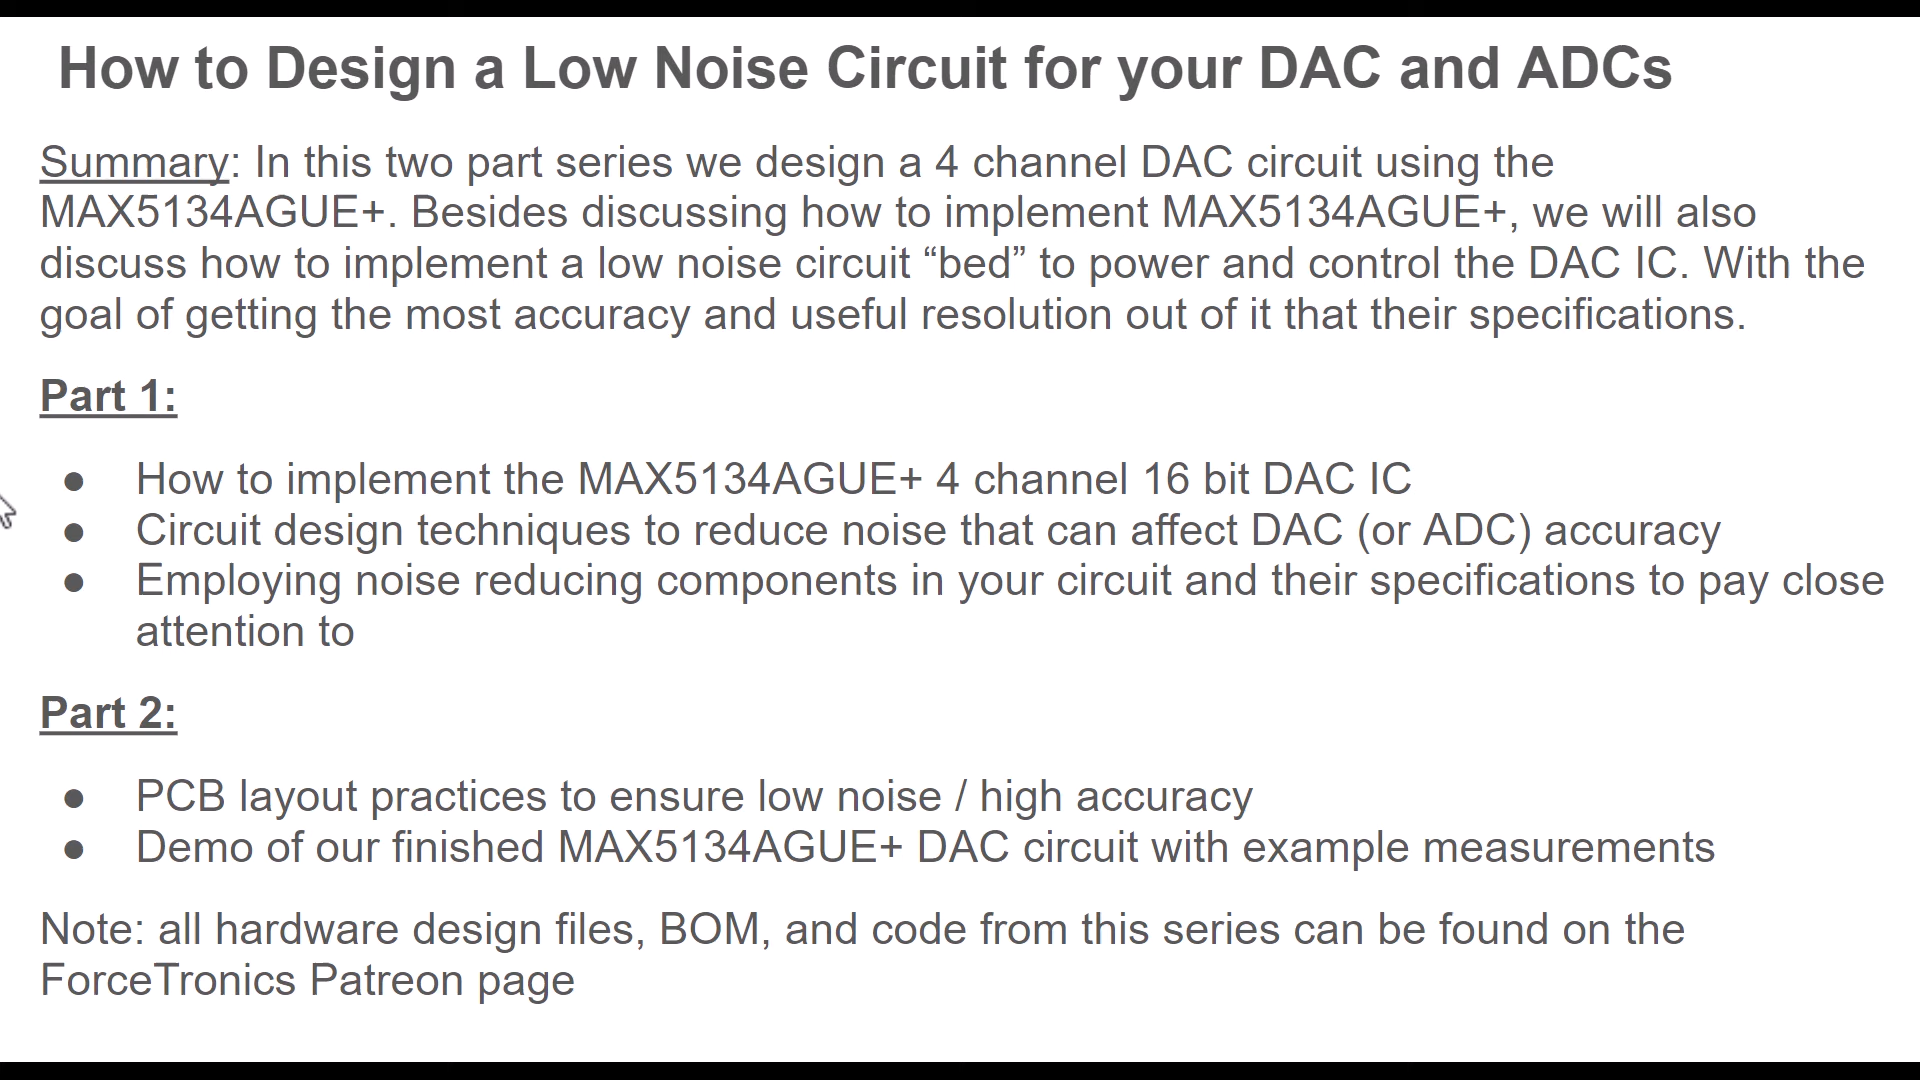 How to Design a Low Noise Circuit for your DAC and ADCs
Summary: In this two part series we design a 4 channel DAC circuit using the
MAX5134AGUE+. Besides discussing how to implement MAX5134AGUE+, we will also
discuss how to implement a low noise circuit “bed” to power and control the DAC IC. With the
goal of getting the most accuracy and useful resolution out of it that their specifications.
Part 1:
● How to implement the MAX5134AGUE+ 4 channel 16 bit DAC IC
● Circuit design techniques to reduce noise that can affect DAC (or ADC) accuracy
● Employing noise reducing components in your circuit and their specifications to pay close
attention to
Part 2:
● PCB layout practices to ensure low noise / high accuracy
● Demo of our finished MAX5134AGUE+ DAC circuit with example measurements
Note: all hardware design files, BOM, and code from this series can be found on the
ForceTronics Patreon page